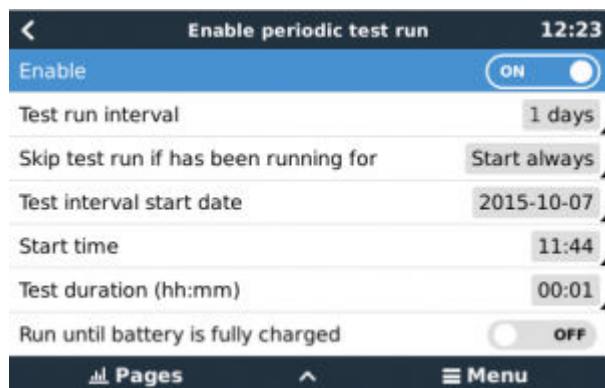 Enable periodic test run 12:23
Enable ON
Test run interval 1 days
Skip test run if has been running for Start always
Test interval start date 2015-10-07
Start time 11:44
Test duration (hh:mm) 00:01
Run until battery is fully charged OFF
Pages Menu